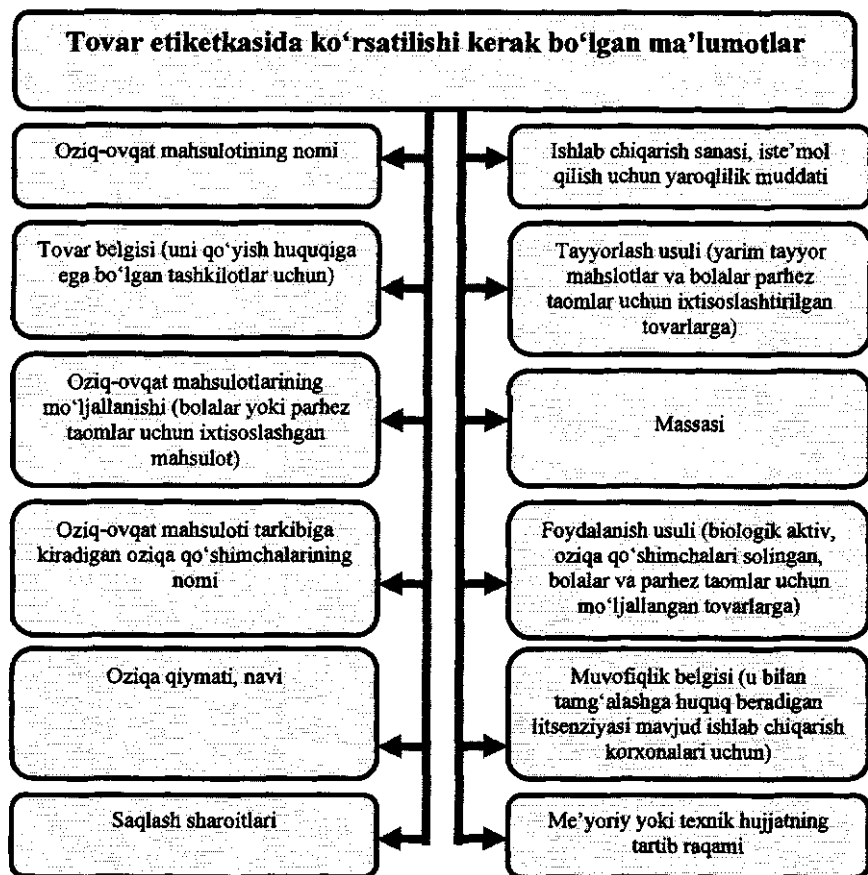 Tovar etiketkasida ko‘rsatilishi kerak bo‘lgan ma’lumotlar
Oziq-ovqat mahsulotining nomi
Tovar belgisi (uni qo‘yish huquqiga
ega bo‘lgan tashkilotlar uchun)
Oziq-ovqat mahsulotlarining
mo‘ljallanishi (bolalar yoki parhez
taomlar uchun ixtisoslashgan
mahsulot)
Oziq-ovqat mahsuloti tarkibiga
kiradigan oziqa qo‘shimchalarining
nomi
Oziqa qiymati, navi
Saqlash sharoitlari
Ishlab chiqarish sanasi, iste’mol
qilish uchun yaroqlilik muddati
Tayyorlash usuli (yarim tayyor
mahslotlar va bolalar parhez
taomlar uchun ixtisoslashtirilgan
tovarlarga)
Massasi
Foydalanish usuli (biologik aktiv,
oziqa qo‘shimchalari solingan,
bolalar va parhez taomlar uchun
mo‘ljallangan tovarlarga)
Muvofiqlik belgisi (u bilan
tamg‘alashga huquq beradigan
litsenziyasi mavjud ishlab chiqarish
korxonalari uchun)
Me’yoriy yoki texnik hujjatning
tartib raqami